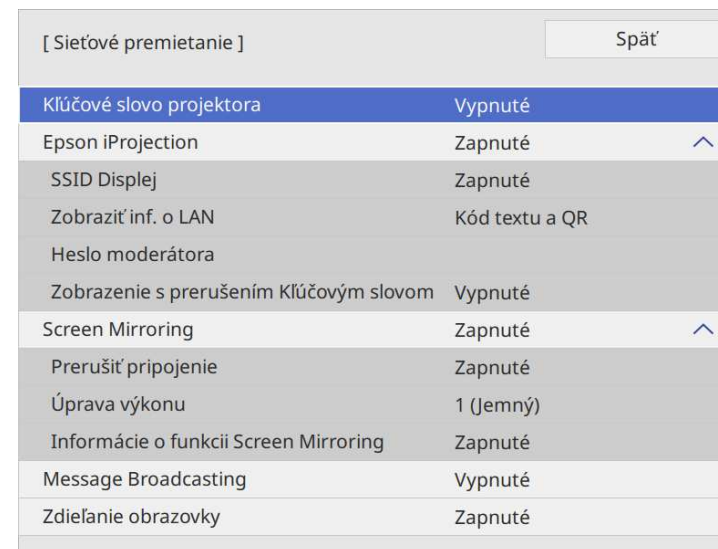 [ Sieťové premietanie ] Späť
Kľúčové slovo projektora Vypnuté
Epson iProjection Zapnuté
SSID Displej Zapnuté
Zobraziť inf. o LAN Kód textu a QR
Heslo moderátora
Zobrazenie s prerušením Kľúčovým slovom Vypnuté
Screen Mirroring Zapnuté
Prerušiť pripojenie Zapnuté
Úprava výkonu 1 (Jemný)
Informácie o funkcii Screen Mirroring Zapnuté
Message Broadcasting Vypnuté
Zdieľanie obrazovky Zapnuté